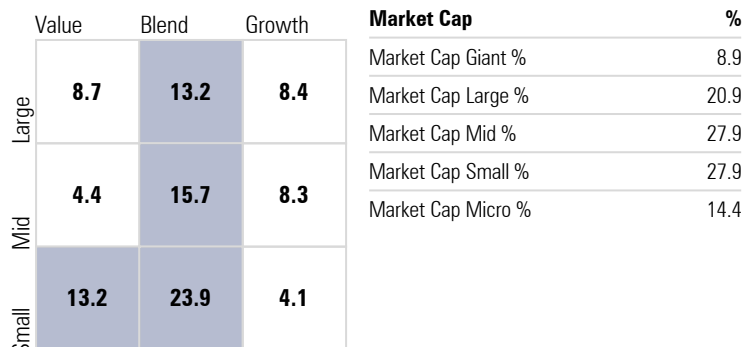 Value Blend Growth
Large 8.7 13.2 8.4
Mid 4.4 15.7 8.3
Small 13.2 23.9 4.1
Market Cap %
Market Cap Giant % 8.9
Market Cap Large % 20.9
Market Cap Mid % 27.9
Market Cap Small % 27.9
Market Cap Micro % 14.4